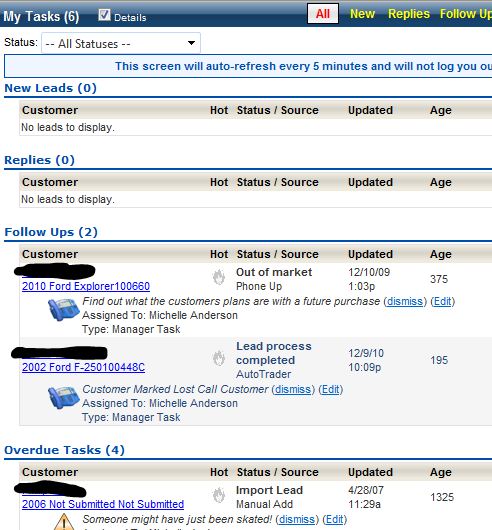 My Tasks (6) Details All New Replies Follow Up
Status: -- All Statuses --
This screen will auto-refresh every 5 minutes and will not log you ou
New Leads (0)
Customer Hot Status / Source Updated Age
No leads to display.
Replies (0)
Customer Hot Status / Source Updated Age
No leads to display.
Follow Ups (2)
Customer Hot Status / Source Updated Age
Out of market 12/10/09 375
2010 Ford Explorer100660 Phone Up 1:03p
Find out what the customers plans are with a future purchase (dismiss) (Edit)
Assigned To: Michelle Anderson
Type: Manager Task
Lead process 12/9/10 195
2002 Ford F-250100448C completed 10:09p
AutoTrader
Customer Marked Lost Call Customer (dismiss) (Edit)
Assigned To: Michelle Anderson
Type: Manager Task
Overdue Tasks (4)
Customer Hot Status / Source Updated Age
Import Lead 4/28/07 1325
2006 Not Submitted Not Submitted Manual Add 11:29a
Someone might have just been skated! (dismiss) (Edit)